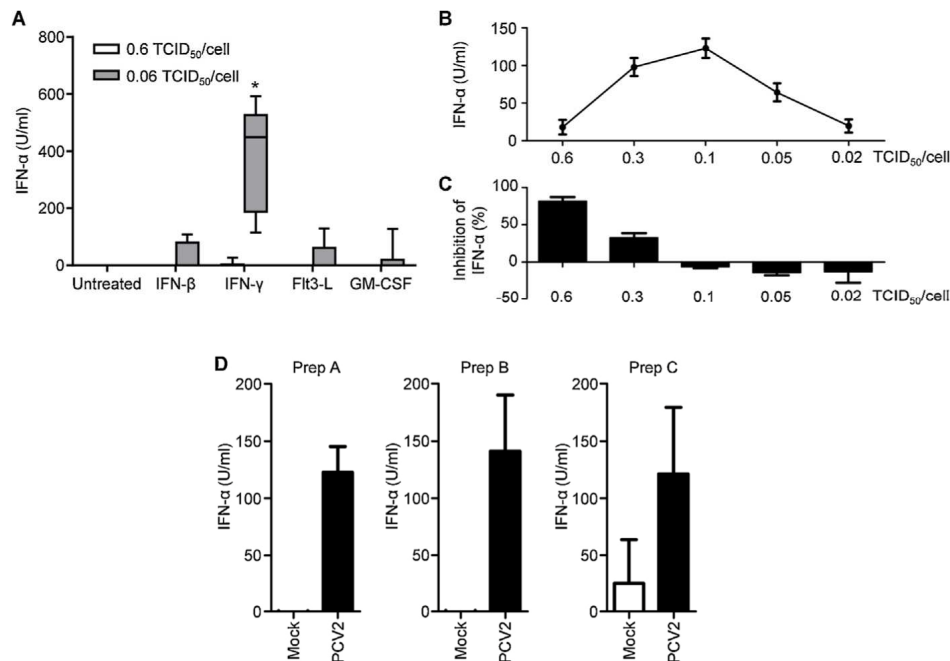 A
800
600
400
200
0
IFN-α (U/ml)
0.6 TCID50/cell
0.06 TCID50/cell
*
Untreated IFN-β IFN-γ Flt3-L GM-CSF
B
150
100
50
0
IFN-α (U/ml)
0.6 0.3 0.1 0.05 0.02 TCID50/cell
C
100
50
0
−50
Inhibition of
IFN-α (%)
0.6 0.3 0.1 0.05 0.02 TCID50/cell
D
Prep A
200
150
100
50
0
IFN-α (U/ml)
Mock
PCV2
Prep B
200
150
100
50
0
IFN-α (U/ml)
Mock
PCV2
Prep C
200
150
100
50
0
IFN-α (U/ml)
Mock
PCV2